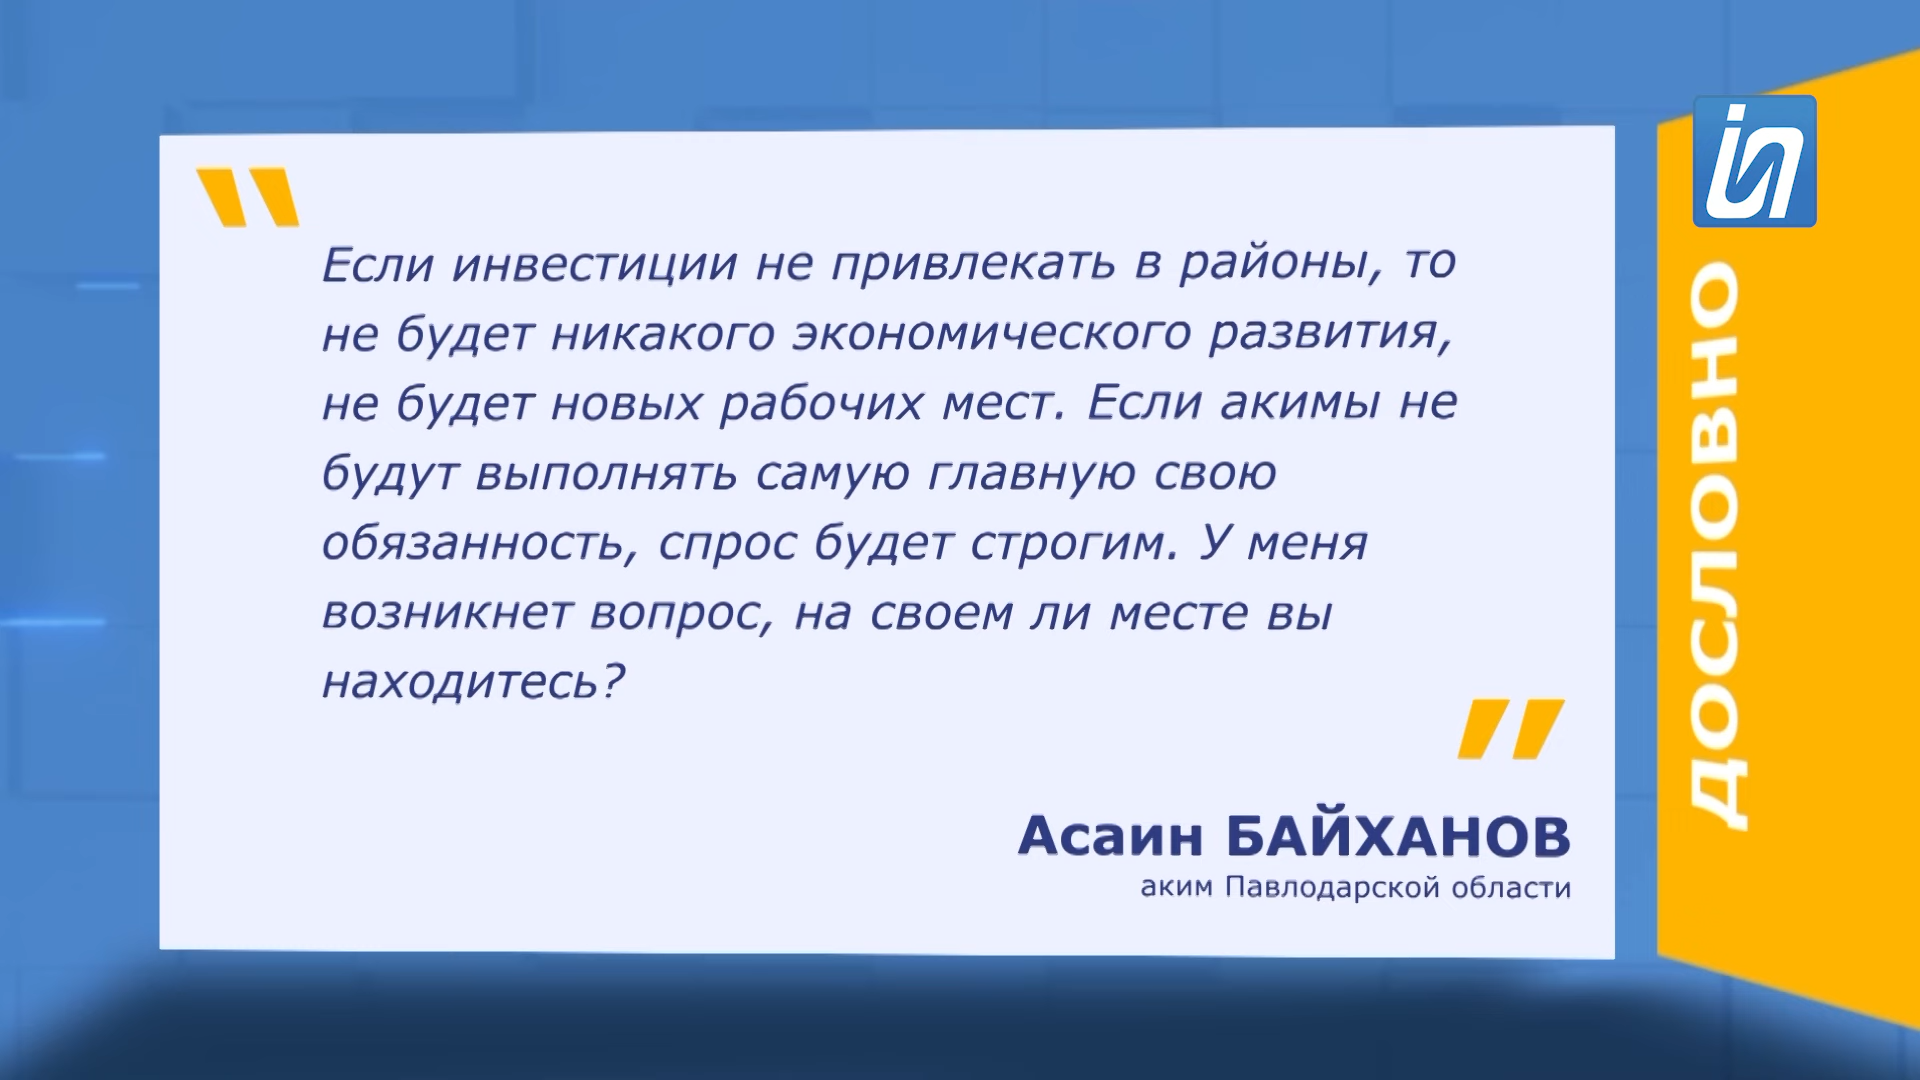 Если инвестиции не привлекать в районы, то
не будет никакого экономического развития,
не будет новых рабочих мест. Если акимы не
будут выполнять самую главную свою
обязанность, спрос будет строгим. У меня
возникнет вопрос, на своем ли месте вы
находитесь?
Асаин БАЙХАНОВ
аким Павлодарской области
ДОСЛОВНО